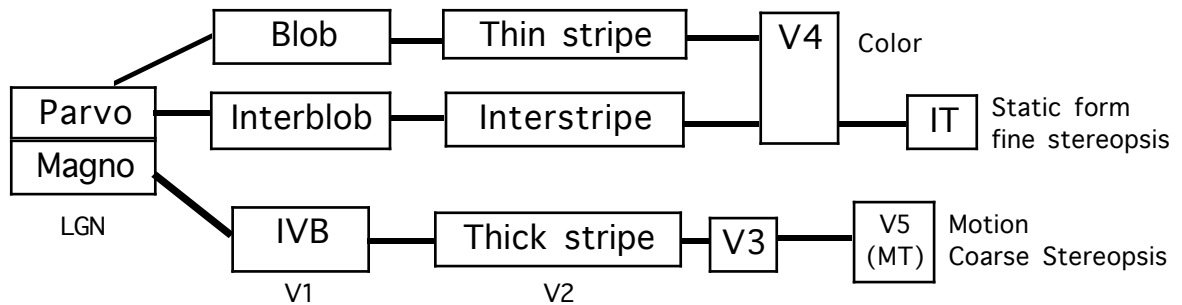 Blob
Thin stripe
V4
Color
Parvo
Interblob
Interstripe
IT
Static form
fine stereopsis
Magno
LGN
IVB
Thick stripe
V3
V5
(MT)
Motion
Coarse Stereopsis
V1
V2